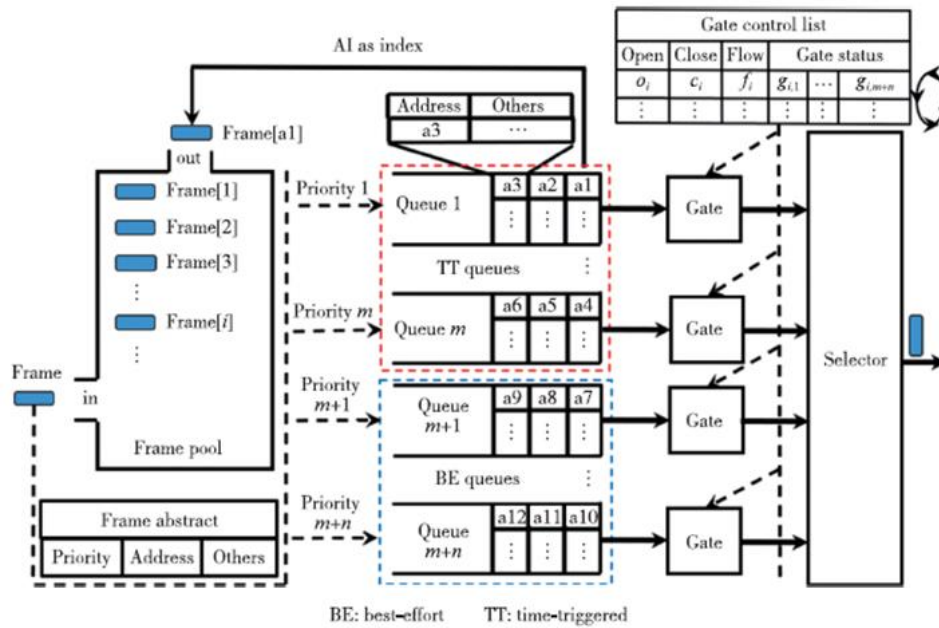 Gate control list
Open Close Flow Gate status
o_i c_i f_i g_{i,1} ... g_{i,m+n}
⋮ ⋮ ⋮ ⋮ ⋮
AI as index
Address Others
a3 ...
Frame[a1]
out
Frame[1]
Frame[2]
Frame[3]
⋮
Frame[i]
⋮
Frame
in
Frame pool
Frame abstract
Priority Address Others
Priority 1
Queue 1
a3 a2 a1
⋮ ⋮ ⋮
Gate
TT queues
⋮
Priority m
Queue m
a6 a5 a4
⋮ ⋮ ⋮
Gate
Priority
m+1
Queue
m+1
a9 a8 a7
⋮ ⋮ ⋮
Gate
BE queues
⋮
Priority
m+n
Queue
m+n
a12 a11 a10
⋮ ⋮ ⋮
Gate
Selector
BE: best-effort TT: time-triggered